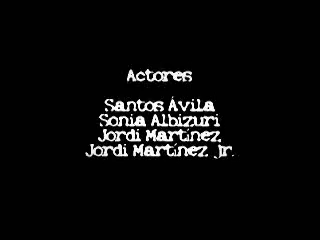 Actores
Santos Ávila
Sonia Albizuri
Jordi Martínez
Jordi Martínez jr.